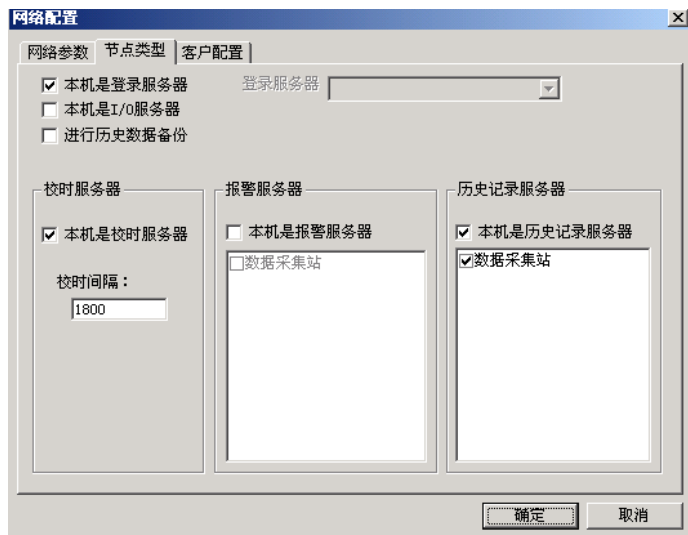 网络配置
网络参数 节点类型 客户配置
本机是登录服务器 登录服务器
本机是I/O服务器
进行历史数据备份
校时服务器 报警服务器 历史记录服务器
本机是校时服务器 本机是报警服务器 本机是历史记录服务器
数据采集站 数据采集站
校时间隔：
1800
确定 取消